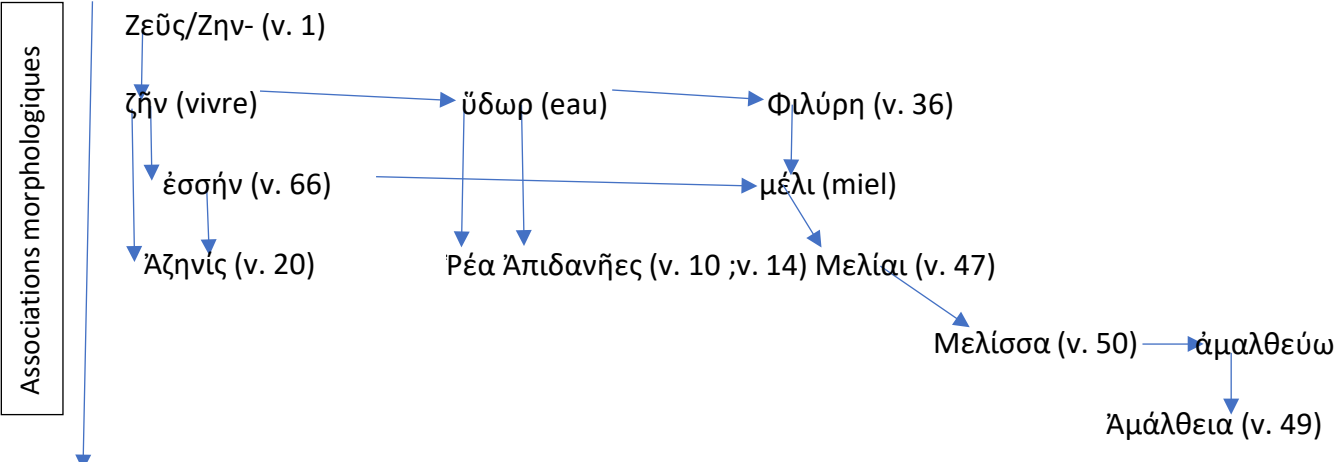 Associations morphologiques
Ζεῦς/Ζην- (v. 1)
ζῆν (vivre) ὕδωρ (eau) Φιλύρη (v. 36)
ἐσσήν (v. 66) μέλι (miel)
Ἀζηνίς (v. 20) Ῥέα Ἀπιδανῆες (v. 10 ;v. 14) Μελίαι (v. 47)
Μελίσσα (v. 50) ἀμαλθεύω
Ἀμάλθεια (v. 49)